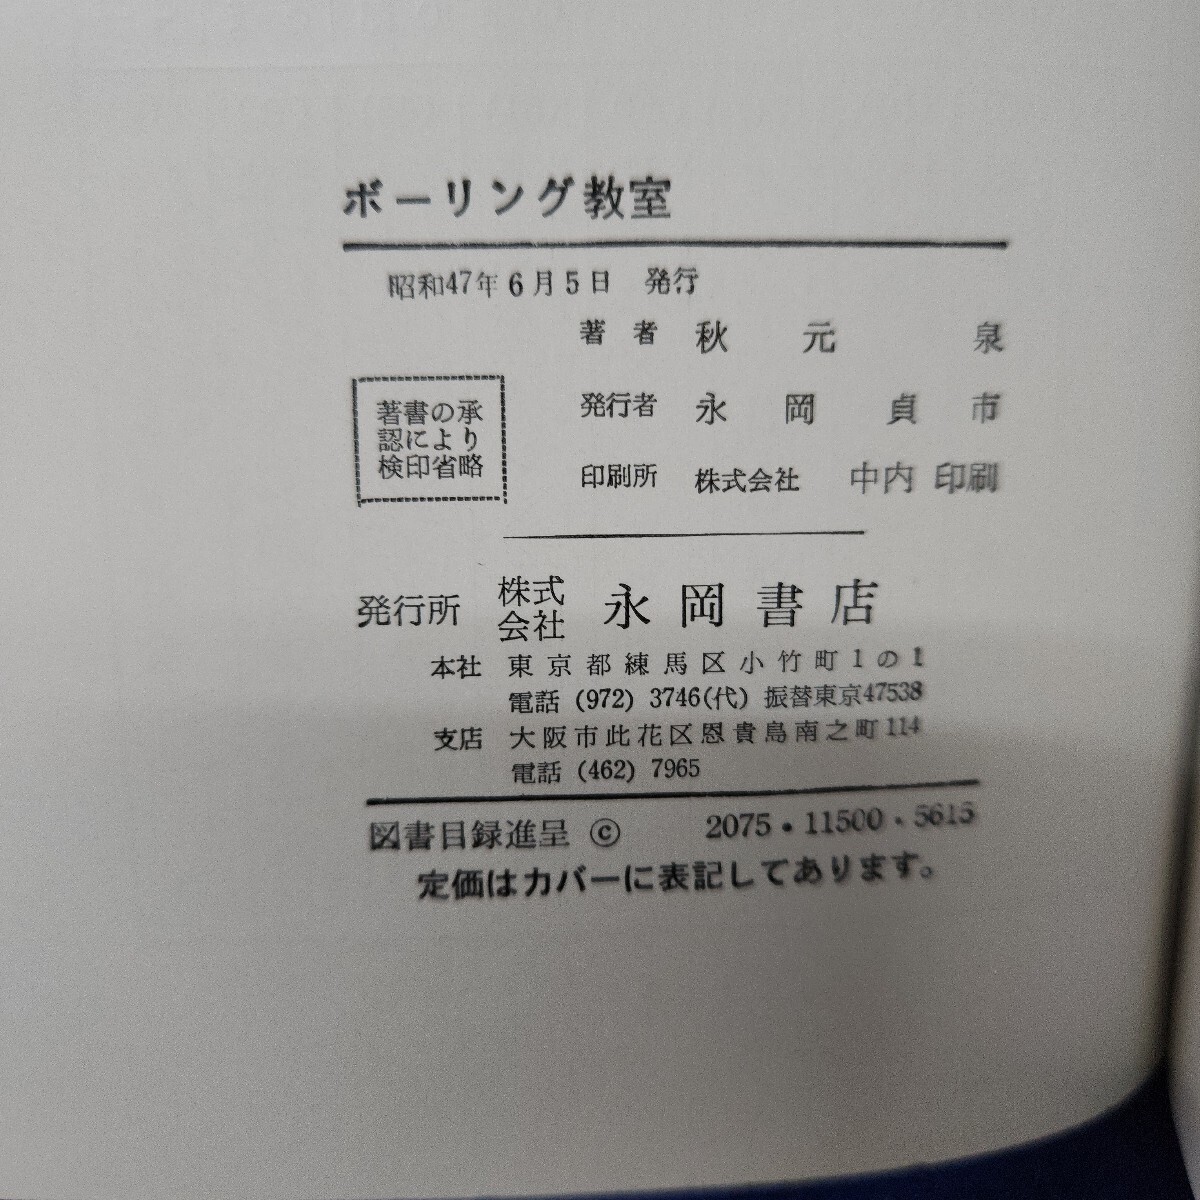 ボーリング教室
昭和47年6月5日 発行
著者 秋元泉
発行者 永岡貞市
印刷所 株式会社 中内印刷
著書の承
認により
検印省略
発行所 株式会社 永岡書店
本社 東京都練馬区小竹町1の1
電話 (972) 3746(代) 振替東京47538
支店 大阪市此花区恩貴島南之町114
電話 (462) 7965
図書目録進呈 © 2075・11500・5615
定価はカバーに表記してあります。